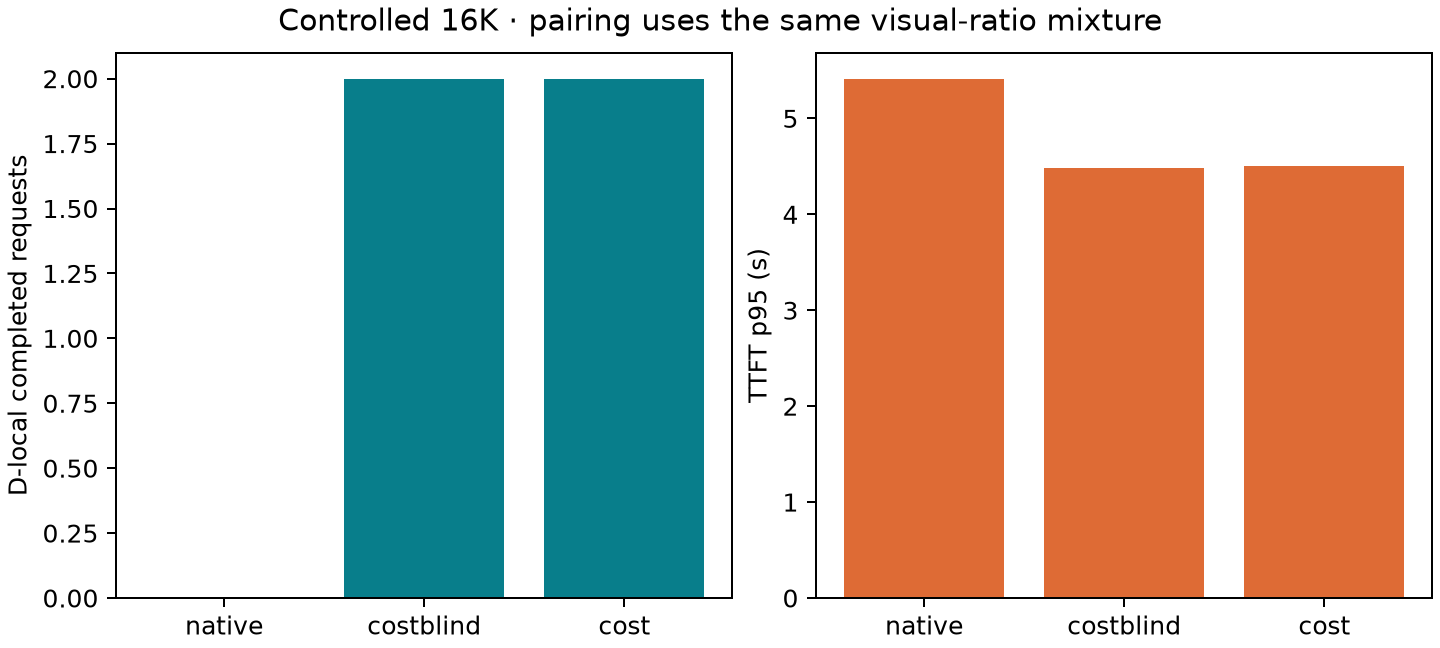 Controlled 16K · pairing uses the same visual-ratio mixture
D-local completed requests
2.00
1.75
1.50
1.25
1.00
0.75
0.50
0.25
0.00
native
costblind
cost
TTFT p95 (s)
5
4
3
2
1
0
native
costblind
cost